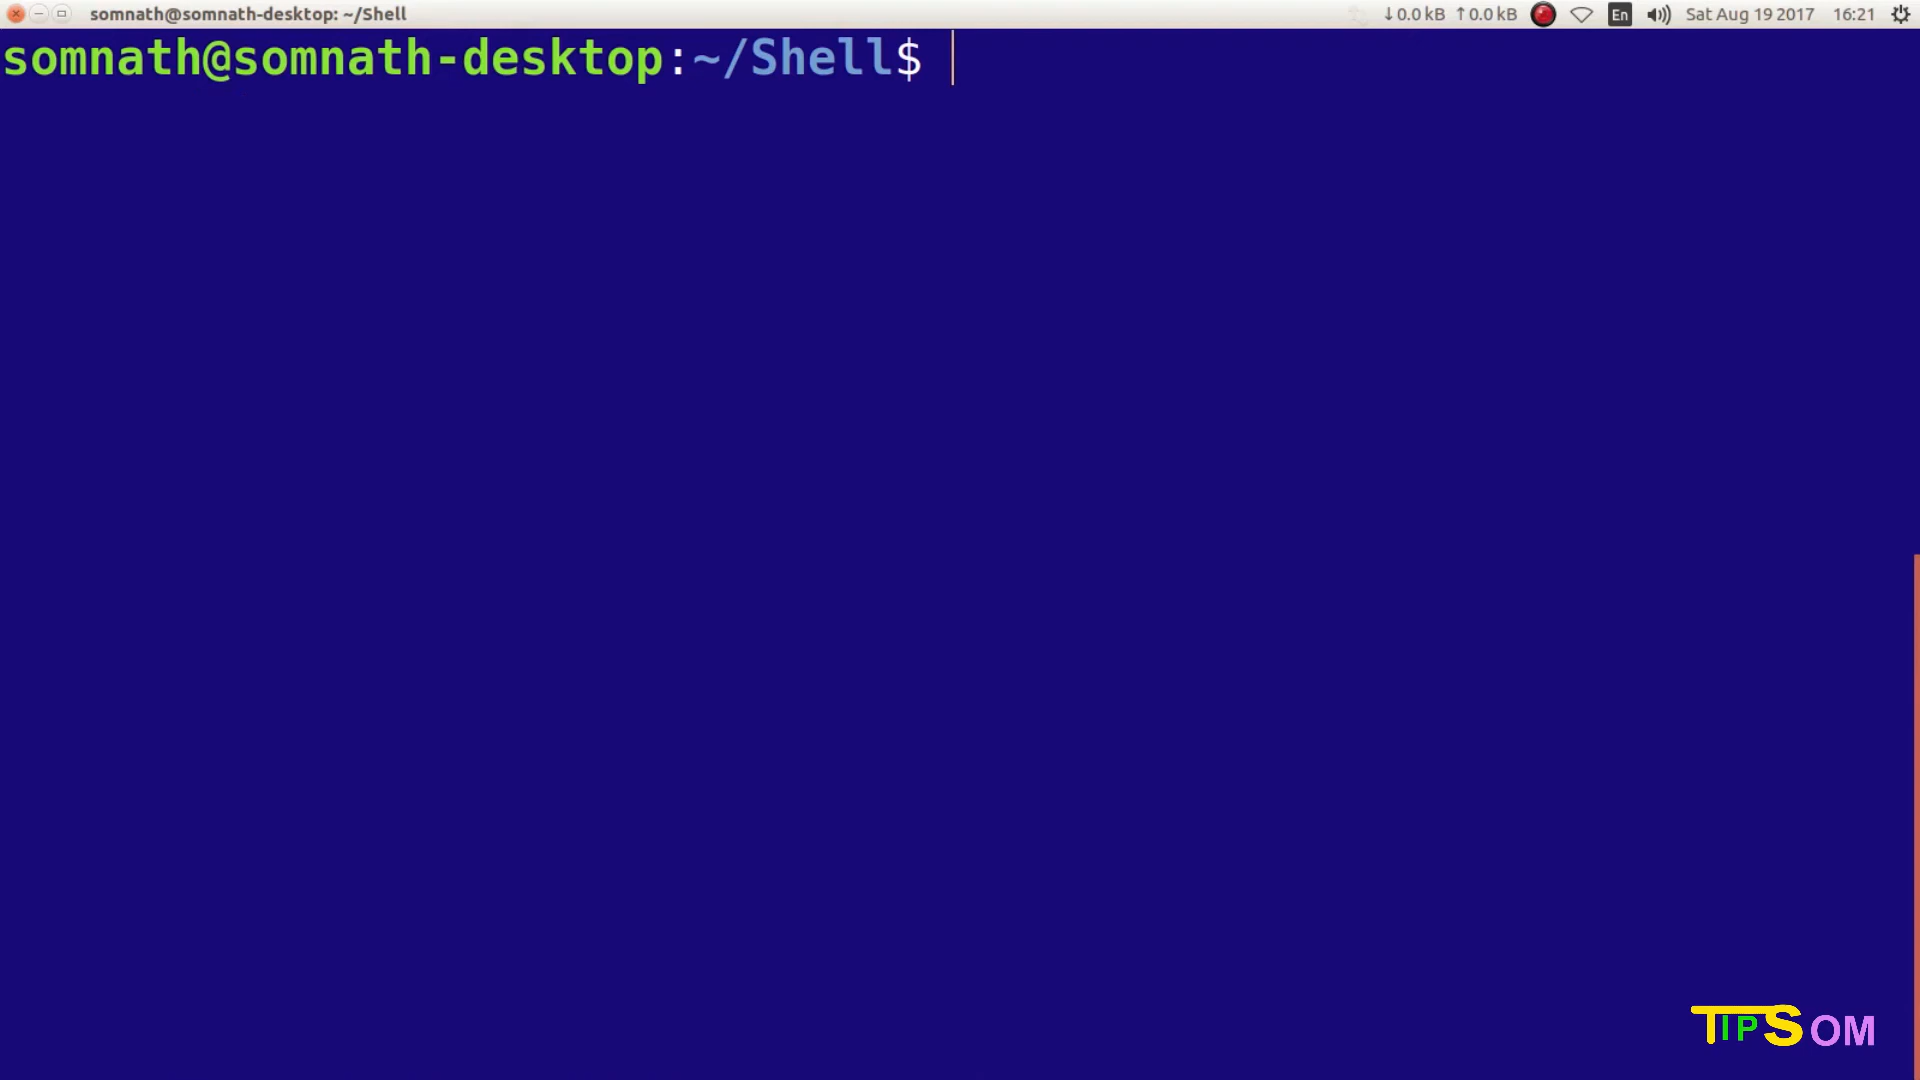 somnath@somnath-desktop: ~/Shell
↓0.0 kB ↑0.0 kB En Sat Aug 19 2017 16:21
somnath@somnath-desktop:~/Shell$
TIPSOM